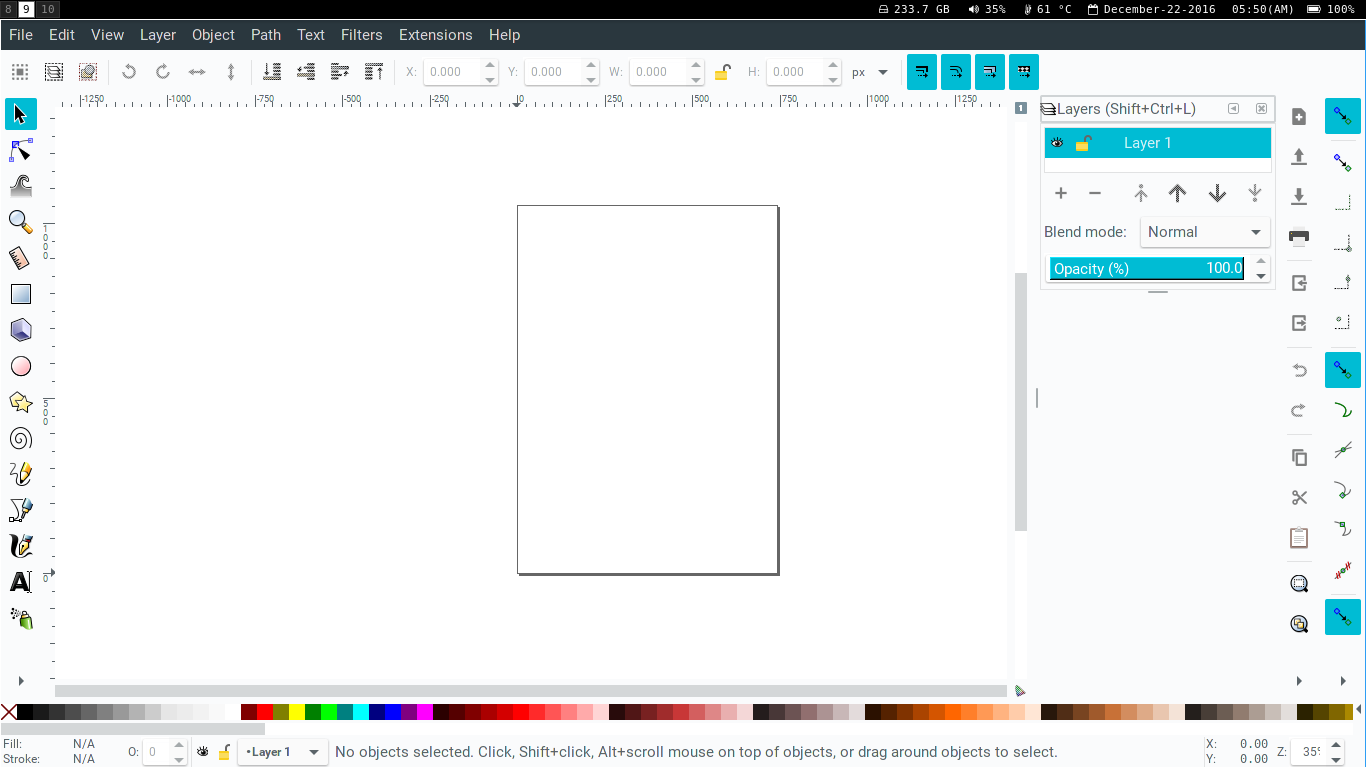 8 9 10 233.7 GB 35% 61 °C December-22-2016 05:50(AM) 100%
File Edit View Layer Object Path Text Filters Extensions Help
X: 0.000 Y: 0.000 W: 0.000 H: 0.000 px
-1250 -1000 -750 -500 -250 0 250 500 750 1000 1250
1
Layers (Shift+Ctrl+L)
Layer 1
Blend mode: Normal
Opacity (%) 100.0
1000
500
0
A
Fill: N/A
Stroke: N/A
O: 0
•Layer 1
No objects selected. Click, Shift+click, Alt+scroll mouse on top of objects, or drag around objects to select.
X: 0.00
Y: 0.00
Z: 35